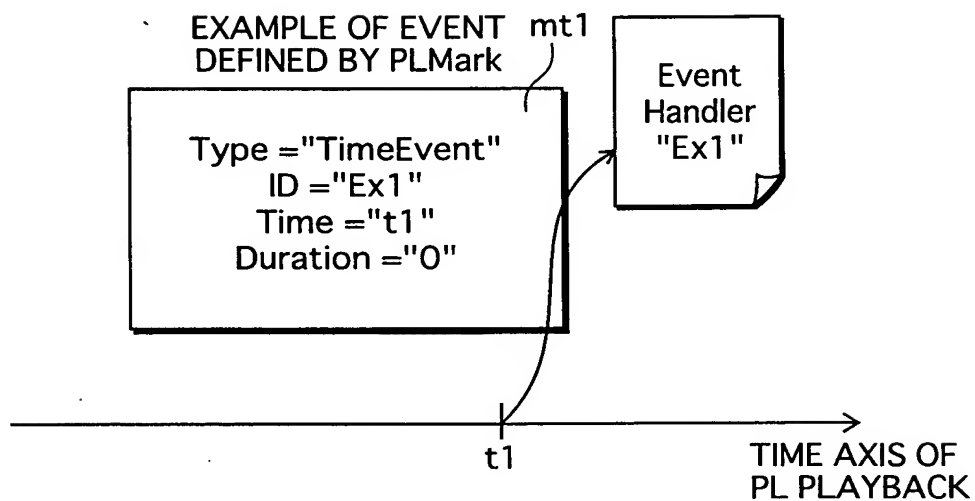 EXAMPLE OF EVENT
DEFINED BY PLMark
mt1
Type ="TimeEvent"
ID ="Ex1"
Time ="t1"
Duration ="0"
Event
Handler
"Ex1"
t1
TIME AXIS OF
PL PLAYBACK